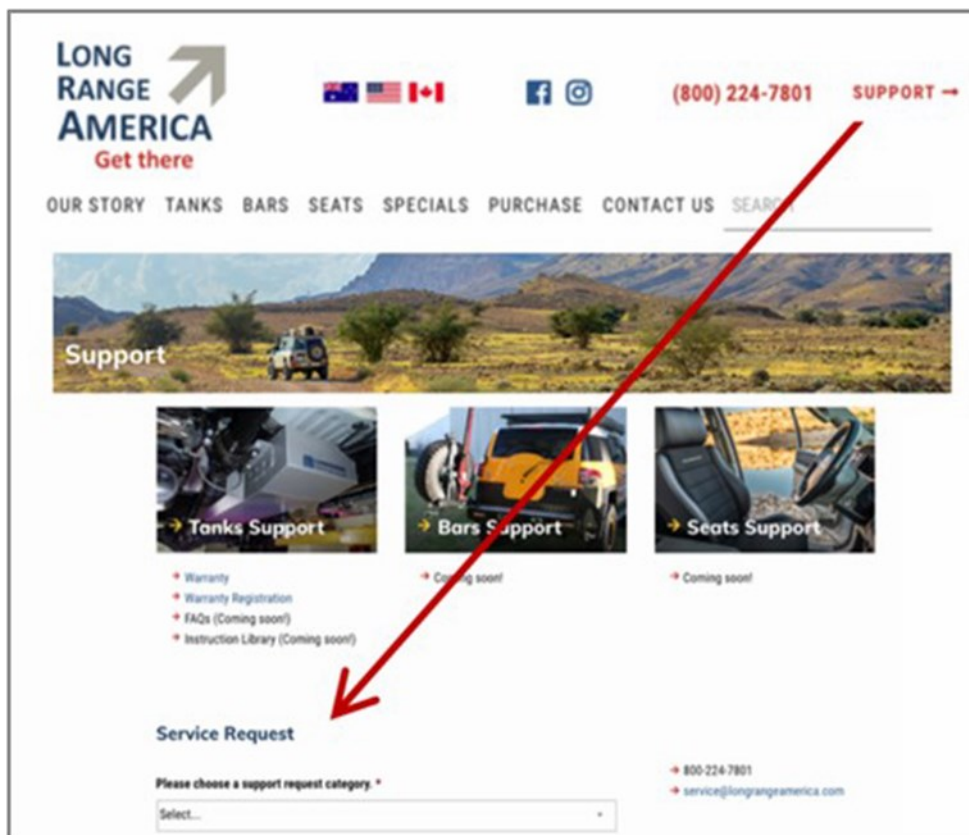 LONG
RANGE
AMERICA
Get there
(800) 224-7801 SUPPORT →
OUR STORY TANKS BARS SEATS SPECIALS PURCHASE CONTACT US SEARCH
Support
→ Tanks Support
→ Bars Support
→ Seats Support
→ Warranty
→ Warranty Registration
→ FAQs (Coming soon!)
→ Instruction Library (Coming soon!)
→ Coming soon!
→ Coming soon!
Service Request
Please choose a support request category. *
Select...
→ 800-224-7801
→ service@longrangeamerica.com